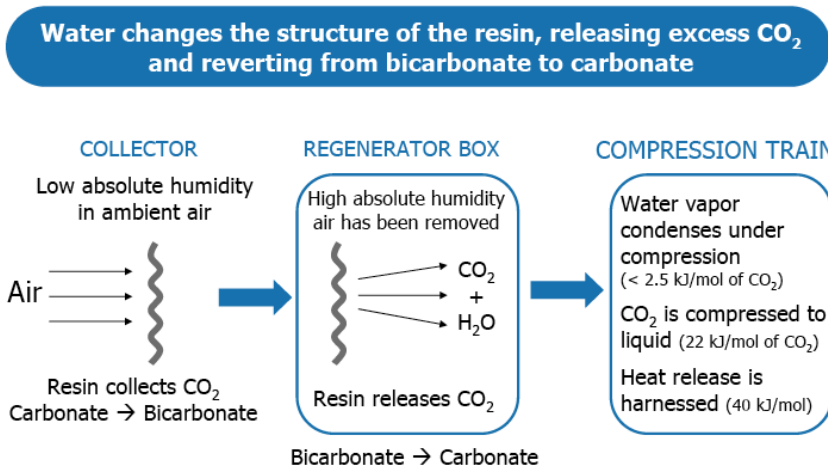 Water changes the structure of the resin, releasing excess CO₂
and reverting from bicarbonate to carbonate
COLLECTOR
Low absolute humidity
in ambient air
Air
Resin collects CO₂
Carbonate → Bicarbonate
REGENERATOR BOX
High absolute humidity
air has been removed
CO₂
+
H₂O
Resin releases CO₂
Bicarbonate → Carbonate
COMPRESSION TRAIN
Water vapor
condenses under
compression
(< 2.5 kJ/mol of CO₂)
CO₂ is compressed to
liquid (22 kJ/mol of CO₂)
Heat release is
harnessed (40 kJ/mol)